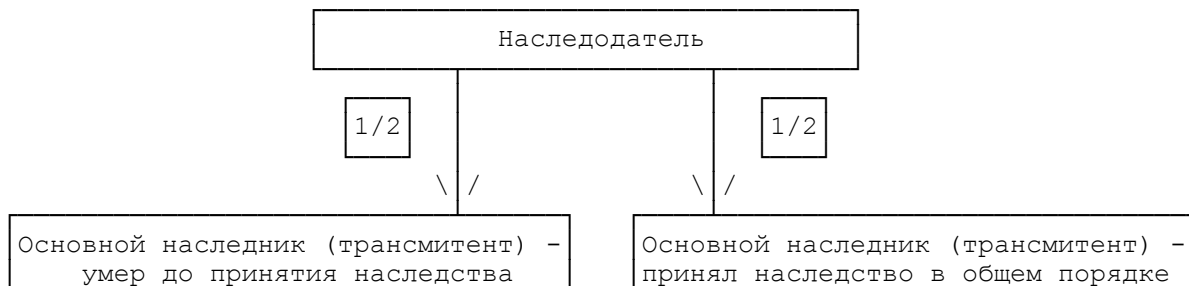 Наследодатель
1/2 1/2
\ / \ /
Основной наследник (трансмитент) - Основной наследник (трансмитент) -
умер до принятия наследства принял наследство в общем порядке